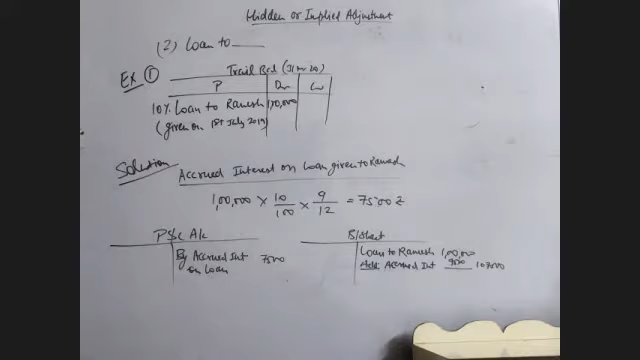 Hidden or Implied Adjustment
(2) Loan to
Ex ①
Trail Bal (31 Mar 20)
P Dr Cr
10% Loan to Ramesh 1,00,000
(given on 1st July 2019)
Solution
Accrued Interest on Loan given to Ramesh
1,00,000 × 10/100 × 9/12 = 7500
P&L A/c
By Accrued Int 7500
on Loan
B/Sheet
Loan to Ramesh 1,00,000
Add: Accrued Int 107500